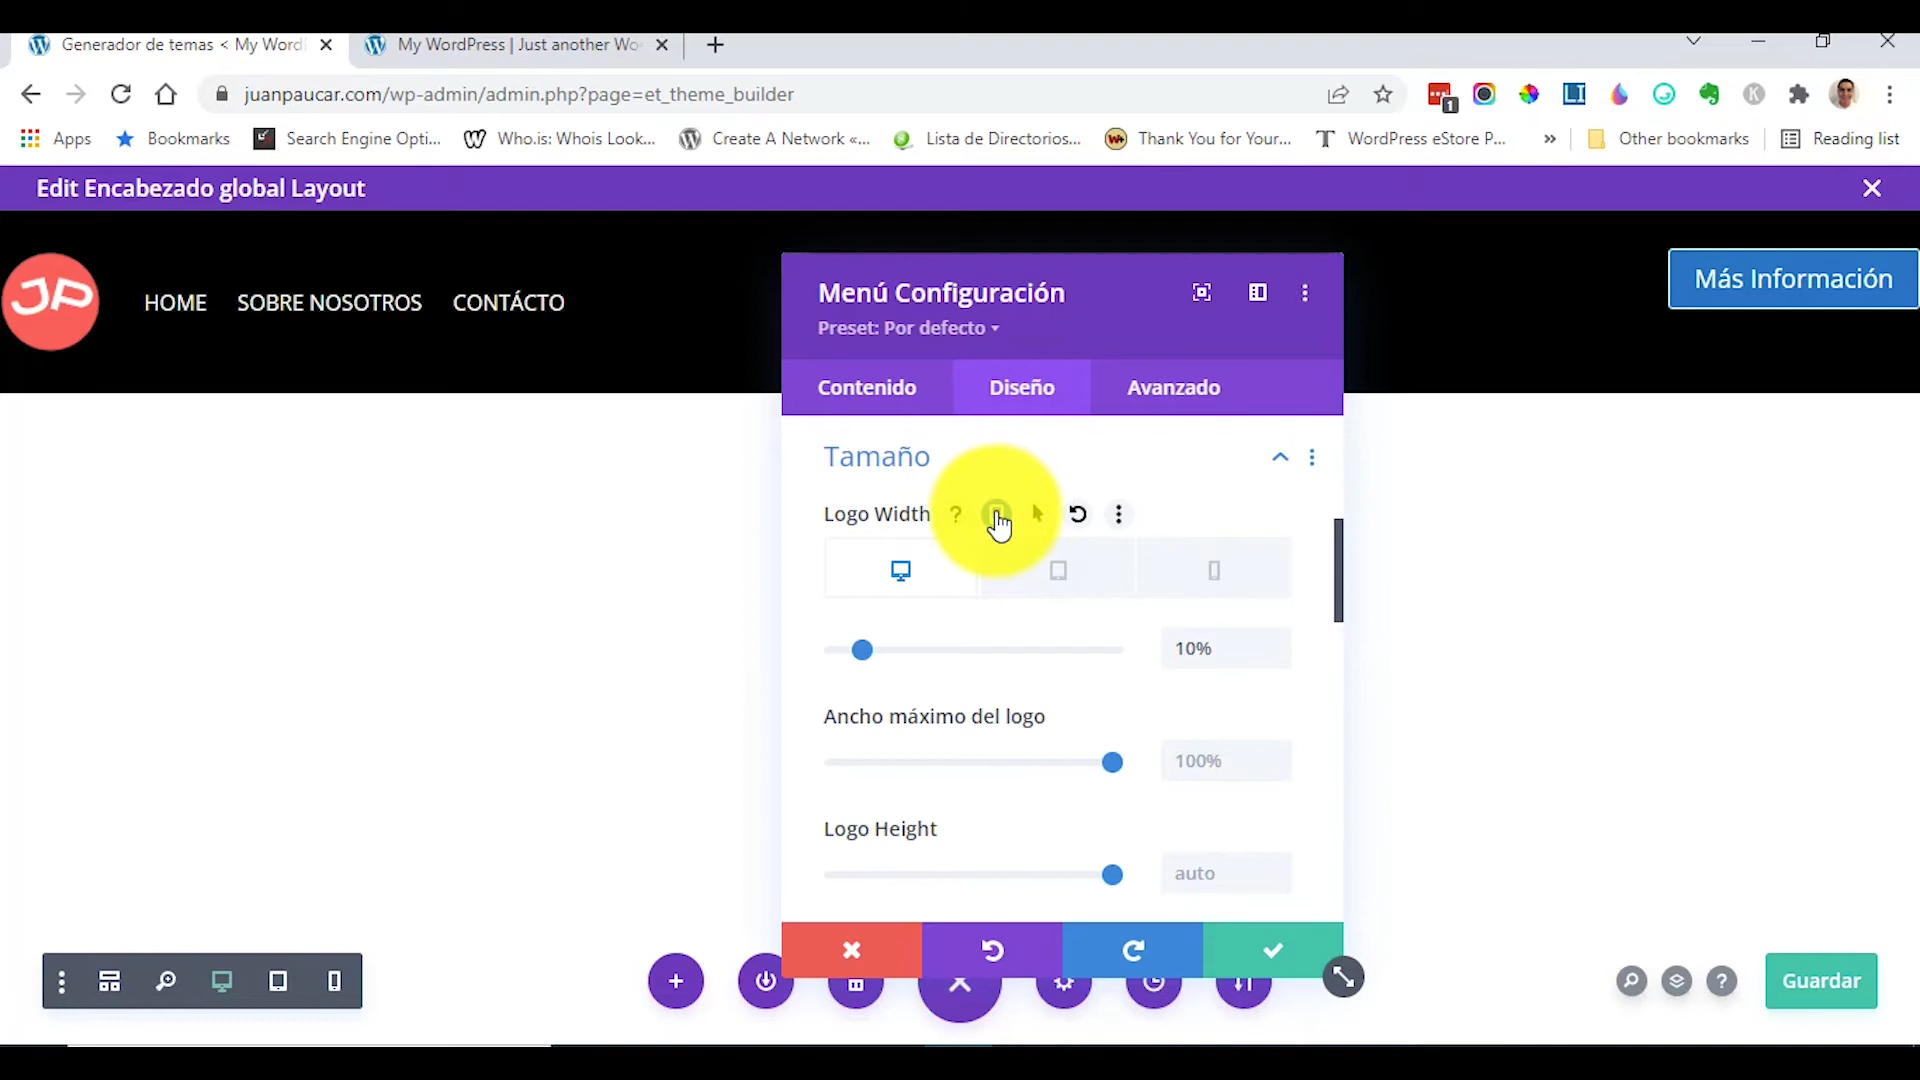 Generador de temas < My Word
My WordPress | Just another Wo
juanpaucar.com/wp-admin/admin.php?page=et_theme_builder
1
Apps
Bookmarks
Search Engine Opti...
Who.is: Whois Look...
Create A Network «...
Lista de Directorios...
Thank You for Your...
WordPress eStore P...
»
Other bookmarks
Reading list
Edit Encabezado global Layout
JP
HOME
SOBRE NOSOTROS
CONTÁCTO
Más Información
Menú Configuración
Preset: Por defecto
Contenido
Diseño
Avanzado
Tamaño
Logo Width
?
10%
Ancho máximo del logo
100%
Logo Height
auto
?
Guardar